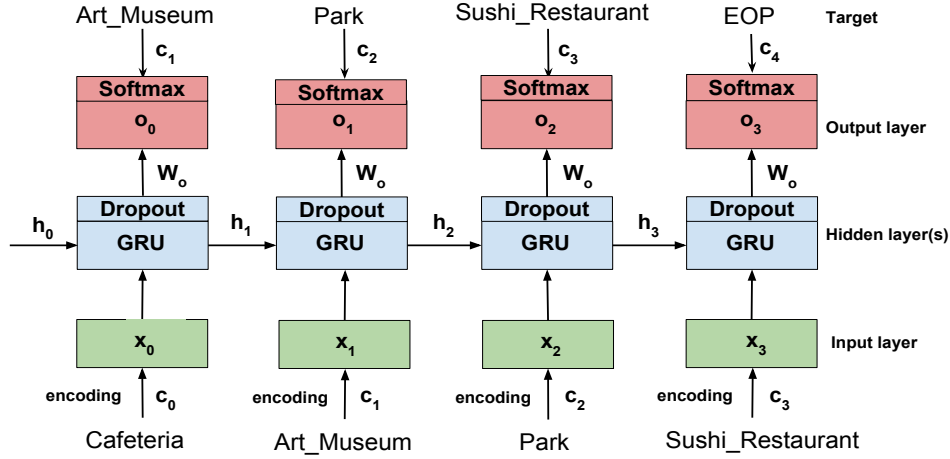 Art_Museum Park Sushi_Restaurant EOP Target
c1 c2 c3 c4
Softmax Softmax Softmax Softmax
o0 o1 o2 o3 Output layer
Wo Wo Wo Wo
Dropout Dropout Dropout Dropout
h0 h1 h2 h3
GRU GRU GRU GRU Hidden layer(s)
x0 x1 x2 x3 Input layer
encoding c0 encoding c1 encoding c2 encoding c3
Cafeteria Art_Museum Park Sushi_Restaurant